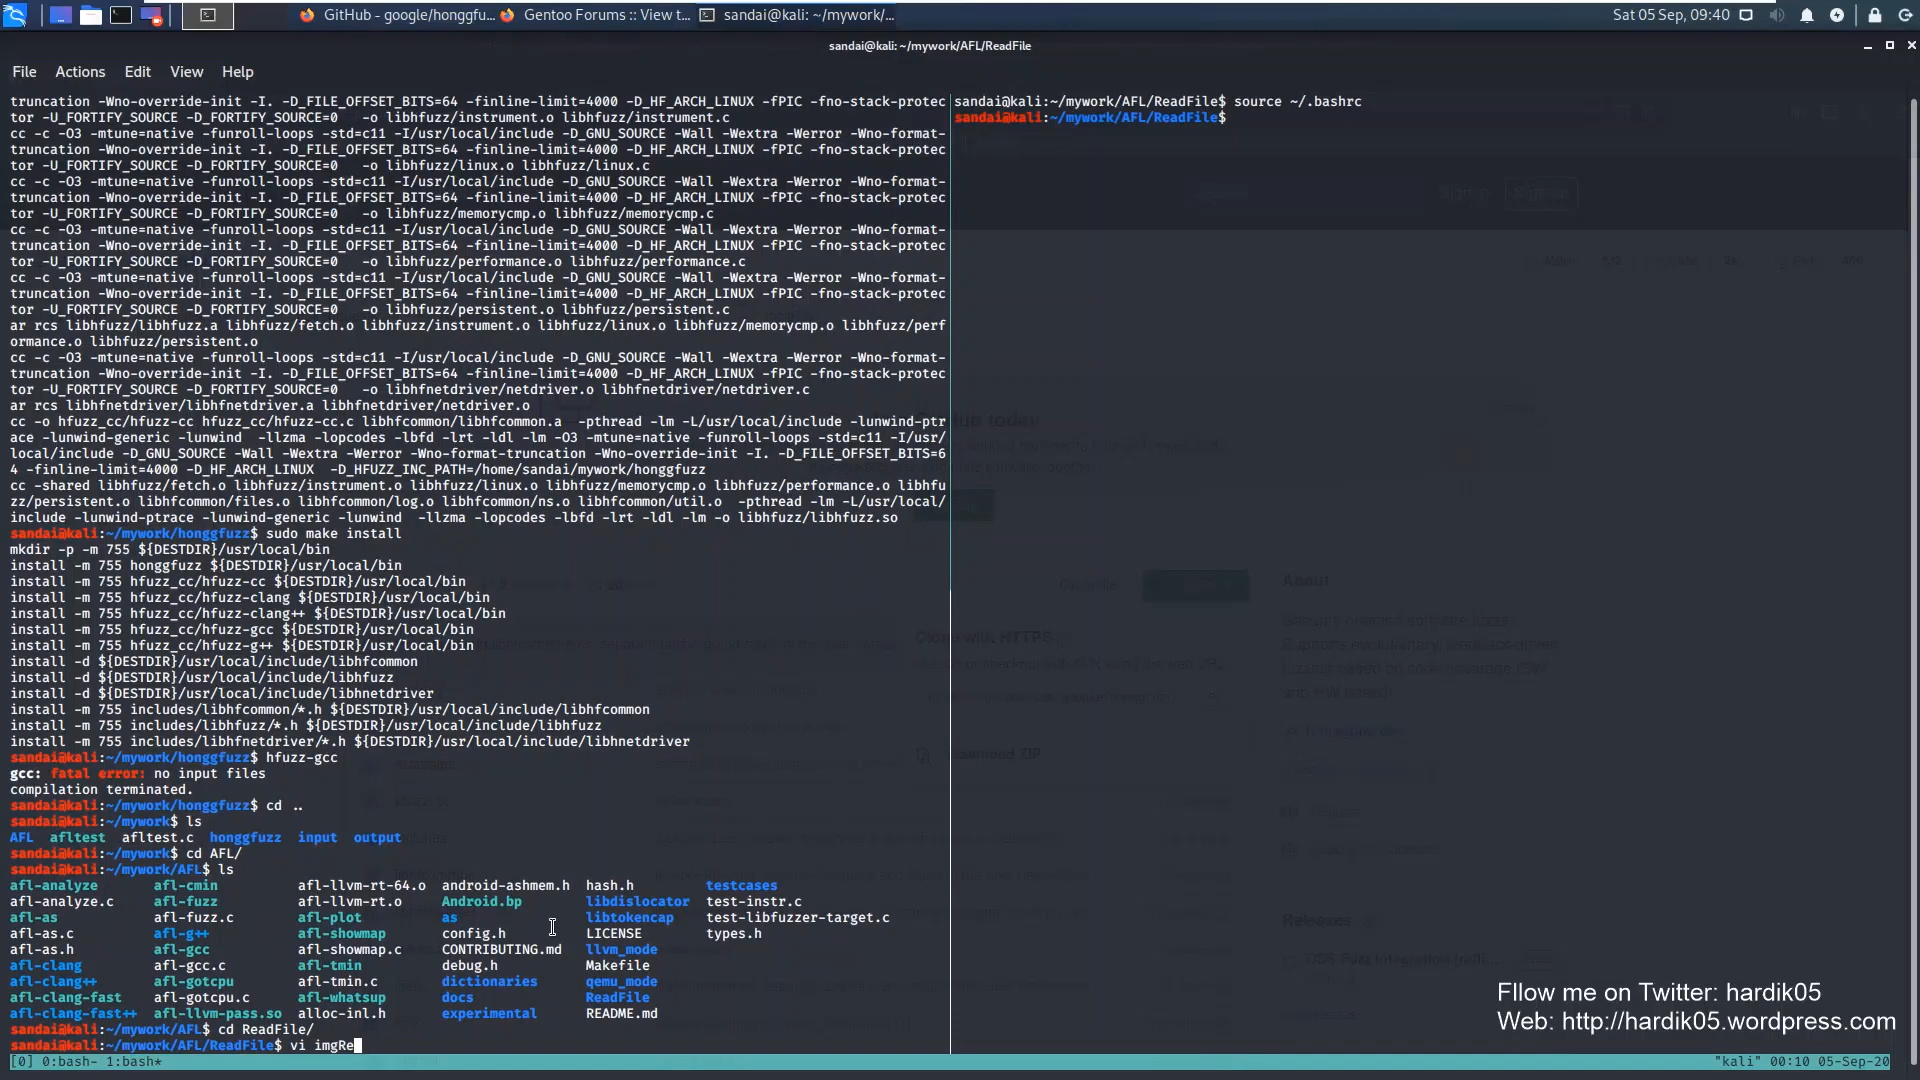 GitHub - google/honggfu...
Gentoo Forums :: View t...
sandai@kali: ~/mywork/...
Sat 05 Sep, 09:40
sandai@kali: ~/mywork/AFL/ReadFile
File Actions Edit View Help
truncation -Wno-override-init -I. -D_FILE_OFFSET_BITS=64 -finline-limit=4000 -D_HF_ARCH_LINUX -fPIC -fno-stack-protec
tor -U_FORTIFY_SOURCE -D_FORTIFY_SOURCE=0   -o libhfuzz/instrument.o libhfuzz/instrument.c
cc -c -O3 -mtune=native -funroll-loops -std=c11 -I/usr/local/include -D_GNU_SOURCE -Wall -Wextra -Werror -Wno-format-
truncation -Wno-override-init -I. -D_FILE_OFFSET_BITS=64 -finline-limit=4000 -D_HF_ARCH_LINUX -fPIC -fno-stack-protec
tor -U_FORTIFY_SOURCE -D_FORTIFY_SOURCE=0   -o libhfuzz/linux.o libhfuzz/linux.c
cc -c -O3 -mtune=native -funroll-loops -std=c11 -I/usr/local/include -D_GNU_SOURCE -Wall -Wextra -Werror -Wno-format-
truncation -Wno-override-init -I. -D_FILE_OFFSET_BITS=64 -finline-limit=4000 -D_HF_ARCH_LINUX -fPIC -fno-stack-protec
tor -U_FORTIFY_SOURCE -D_FORTIFY_SOURCE=0   -o libhfuzz/memorycmp.o libhfuzz/memorycmp.c
cc -c -O3 -mtune=native -funroll-loops -std=c11 -I/usr/local/include -D_GNU_SOURCE -Wall -Wextra -Werror -Wno-format-
truncation -Wno-override-init -I. -D_FILE_OFFSET_BITS=64 -finline-limit=4000 -D_HF_ARCH_LINUX -fPIC -fno-stack-protec
tor -U_FORTIFY_SOURCE -D_FORTIFY_SOURCE=0   -o libhfuzz/performance.o libhfuzz/performance.c
cc -c -O3 -mtune=native -funroll-loops -std=c11 -I/usr/local/include -D_GNU_SOURCE -Wall -Wextra -Werror -Wno-format-
truncation -Wno-override-init -I. -D_FILE_OFFSET_BITS=64 -finline-limit=4000 -D_HF_ARCH_LINUX -fPIC -fno-stack-protec
tor -U_FORTIFY_SOURCE -D_FORTIFY_SOURCE=0   -o libhfuzz/persistent.o libhfuzz/persistent.c
ar rcs libhfuzz/libhfuzz.a libhfuzz/fetch.o libhfuzz/instrument.o libhfuzz/linux.o libhfuzz/memorycmp.o libhfuzz/perf
ormance.o libhfuzz/persistent.o
cc -c -O3 -mtune=native -funroll-loops -std=c11 -I/usr/local/include -D_GNU_SOURCE -Wall -Wextra -Werror -Wno-format-
truncation -Wno-override-init -I. -D_FILE_OFFSET_BITS=64 -finline-limit=4000 -D_HF_ARCH_LINUX -fPIC -fno-stack-protec
tor -U_FORTIFY_SOURCE -D_FORTIFY_SOURCE=0   -o libhfnetdriver/netdriver.o libhfnetdriver/netdriver.c
ar rcs libhfnetdriver/libhfnetdriver.a libhfnetdriver/netdriver.o
cc -o hfuzz_cc/hfuzz-cc hfuzz_cc/hfuzz-cc.c libhfcommon/libhfcommon.a  -pthread -lm -L/usr/local/include -lunwind-ptr
ace -lunwind-generic -lunwind  -llzma -lopcodes -lbfd -lrt -ldl -lm -O3 -mtune=native -funroll-loops -std=c11 -I/usr/
local/include -D_GNU_SOURCE -Wall -Wextra -Werror -Wno-format-truncation -Wno-override-init -I. -D_FILE_OFFSET_BITS=6
4 -finline-limit=4000 -D_HF_ARCH_LINUX  -D_HFUZZ_INC_PATH=/home/sandai/mywork/honggfuzz
cc -shared libhfuzz/fetch.o libhfuzz/instrument.o libhfuzz/linux.o libhfuzz/memorycmp.o libhfuzz/performance.o libhfu
zz/persistent.o libhfcommon/files.o libhfcommon/log.o libhfcommon/ns.o libhfcommon/util.o  -pthread -lm -L/usr/local/
include -lunwind-ptrace -lunwind-generic -lunwind  -llzma -lopcodes -lbfd -lrt -ldl -lm -o libhfuzz/libhfuzz.so
sandai@kali:~/mywork/honggfuzz$ sudo make install
mkdir -p -m 755 ${DESTDIR}/usr/local/bin
install -m 755 honggfuzz ${DESTDIR}/usr/local/bin
install -m 755 hfuzz_cc/hfuzz-cc ${DESTDIR}/usr/local/bin
install -m 755 hfuzz_cc/hfuzz-clang ${DESTDIR}/usr/local/bin
install -m 755 hfuzz_cc/hfuzz-clang++ ${DESTDIR}/usr/local/bin
install -m 755 hfuzz_cc/hfuzz-gcc ${DESTDIR}/usr/local/bin
install -m 755 hfuzz_cc/hfuzz-g++ ${DESTDIR}/usr/local/bin
install -d ${DESTDIR}/usr/local/include/libhfcommon
install -d ${DESTDIR}/usr/local/include/libhfuzz
install -d ${DESTDIR}/usr/local/include/libhnetdriver
install -m 755 includes/libhfcommon/*.h ${DESTDIR}/usr/local/include/libhfcommon
install -m 755 includes/libhfuzz/*.h ${DESTDIR}/usr/local/include/libhfuzz
install -m 755 includes/libhfnetdriver/*.h ${DESTDIR}/usr/local/include/libhnetdriver
sandai@kali:~/mywork/honggfuzz$ hfuzz-gcc
gcc: fatal error: no input files
compilation terminated.
sandai@kali:~/mywork/honggfuzz$ cd ..
sandai@kali:~/mywork$ ls
AFL  afltest  afltest.c  honggfuzz  input  output
sandai@kali:~/mywork$ cd AFL/
sandai@kali:~/mywork/AFL$ ls
afl-analyze afl-cmin afl-llvm-rt-64.o android-ashmem.h hash.h testcases
afl-analyze.c afl-fuzz afl-llvm-rt.o Android.bp libdislocator test-instr.c
afl-as afl-fuzz.c afl-plot as libtokencap test-libfuzzer-target.c
afl-as.c afl-g++ afl-showmap config.h LICENSE types.h
afl-as.h afl-gcc afl-showmap.c CONTRIBUTING.md llvm_mode
afl-clang afl-gcc.c afl-tmin debug.h Makefile
afl-clang++ afl-gotcpu afl-tmin.c dictionaries qemu_mode
afl-clang-fast afl-gotcpu.c afl-whatsup docs ReadFile
afl-clang-fast++ afl-llvm-pass.so alloc-inl.h experimental README.md
sandai@kali:~/mywork/AFL$ cd ReadFile/
sandai@kali:~/mywork/AFL/ReadFile$ vi imgRe
sandai@kali:~/mywork/AFL/ReadFile$ source ~/.bashrc
sandai@kali:~/mywork/AFL/ReadFile$
Fllow me on Twitter: hardik05
Web: http://hardik05.wordpress.com
[0] 0:bash- 1:bash*
"kali" 00:10 05-Sep-20